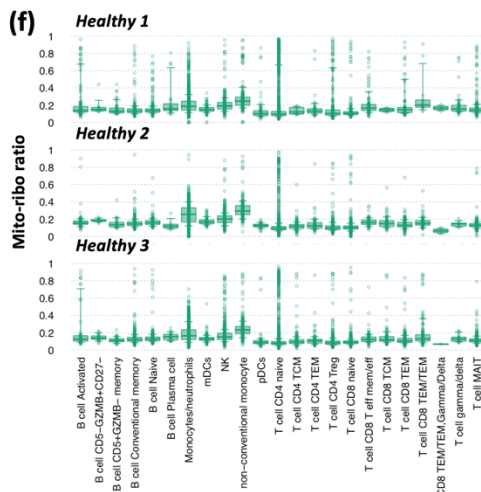 (f)
Healthy 1
1
0.8
0.6
0.4
0.2
0
Healthy 2
1
0.8
0.6
0.4
0.2
0
Healthy 3
1
0.8
0.6
0.4
0.2
0
Mito-ribo ratio
B cell Activated
B cell CD5−GZMB+CD27−
B cell CD5+GZMB− memory
B cell Conventional memory
B cell Naive
B cell Plasma cell
Monocytes/neutrophils
mDCs
NK
non−conventional monocyte
pDCs
T cell CD4 naive
T cell CD4 TCM
T cell CD4 TEM
T cell CD4 Treg
T cell CD8 naive
T cell CD8 T eff mem/eff
T cell CD8 TCM
T cell CD8 TEM
T cell CD8 TEM/TEM
CD8 TEM/TEM,Gamma/Delta
T cell gamma/delta
T cell MAIT